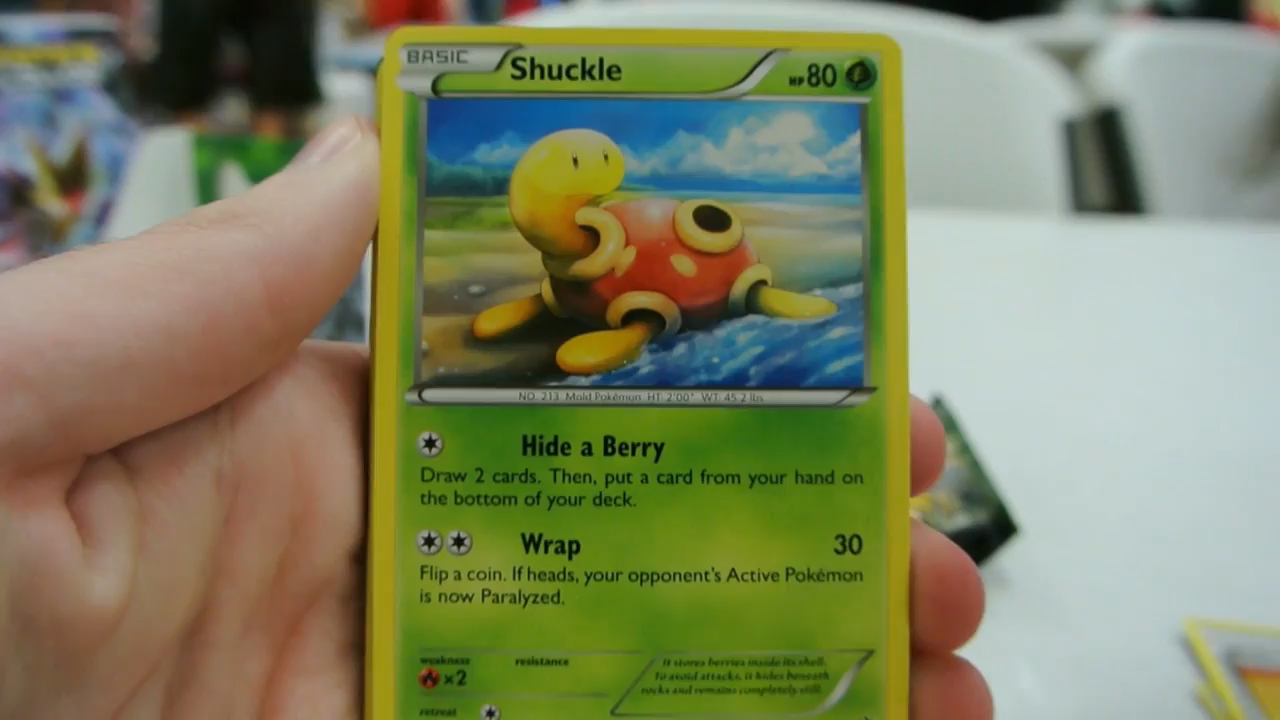 BASIC Shuckle HP80
NO. 213 Mold Pokémon HT: 2'00" WT: 45.2 lbs.
Hide a Berry
Draw 2 cards. Then, put a card from your hand on
the bottom of your deck.
Wrap 30
Flip a coin. If heads, your opponent's Active Pokémon
is now Paralyzed.
weakness resistance
×2
It stores berries inside its shell.
To avoid attacks, it hides beneath
rocks and remains completely still.
retreat